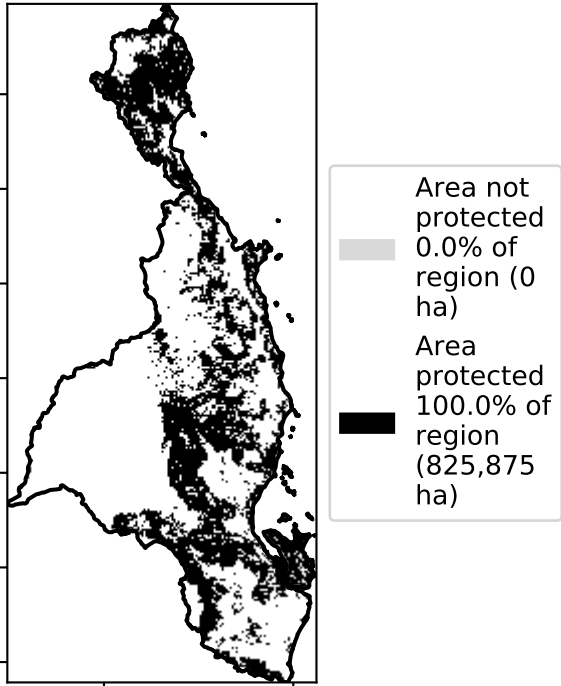 Area not
protected
0.0% of
region (0
ha)
Area
protected
100.0% of
region
(825,875
ha)